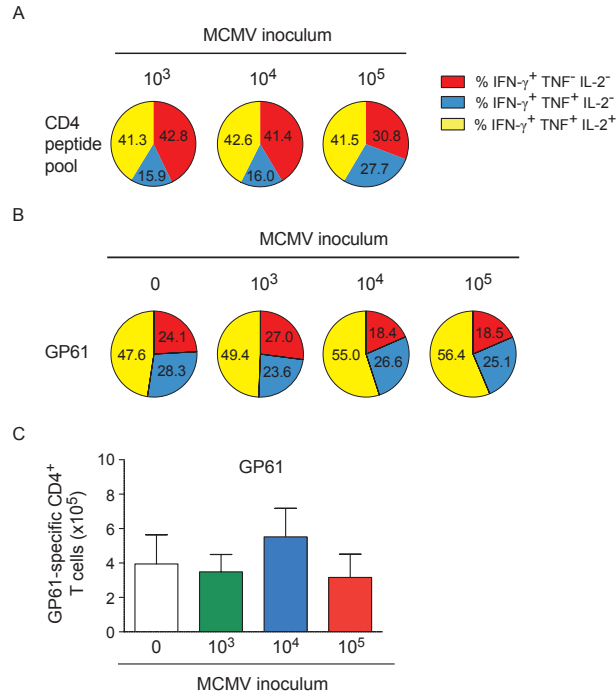 A
MCMV inoculum
10³ 10⁴ 10⁵
CD4 peptide pool
41.3 42.8 15.9
42.6 41.4 16.0
41.5 30.8 27.7
% IFN-γ⁺ TNF⁻ IL-2⁻
% IFN-γ⁺ TNF⁺ IL-2⁻
% IFN-γ⁺ TNF⁺ IL-2⁺
B
MCMV inoculum
0 10³ 10⁴ 10⁵
GP61
47.6 24.1 28.3
49.4 27.0 23.6
55.0 18.4 26.6
56.4 18.5 25.1
C
GP61
GP61-specific CD4⁺
T cells (x10⁵)
10
8
6
4
2
0
0 10³ 10⁴ 10⁵
MCMV inoculum